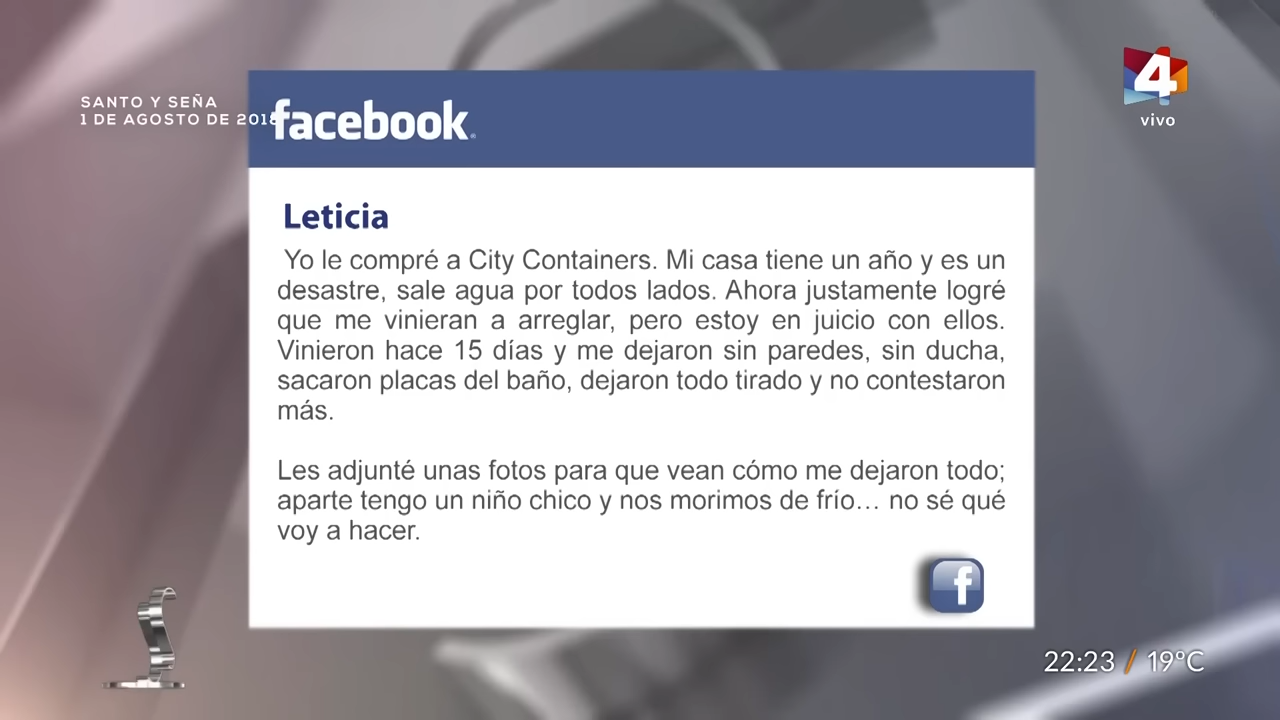 SANTO Y SEÑA
1 DE AGOSTO DE 2018
facebook
4
vivo
Leticia
Yo le compré a City Containers. Mi casa tiene un año y es un
desastre, sale agua por todos lados. Ahora justamente logré
que me vinieran a arreglar, pero estoy en juicio con ellos.
Vinieron hace 15 días y me dejaron sin paredes, sin ducha,
sacaron placas del baño, dejaron todo tirado y no contestaron
más.
Les adjunté unas fotos para que vean cómo me dejaron todo;
aparte tengo un niño chico y nos morimos de frío… no sé qué
voy a hacer.
f
22:23 / 19°C